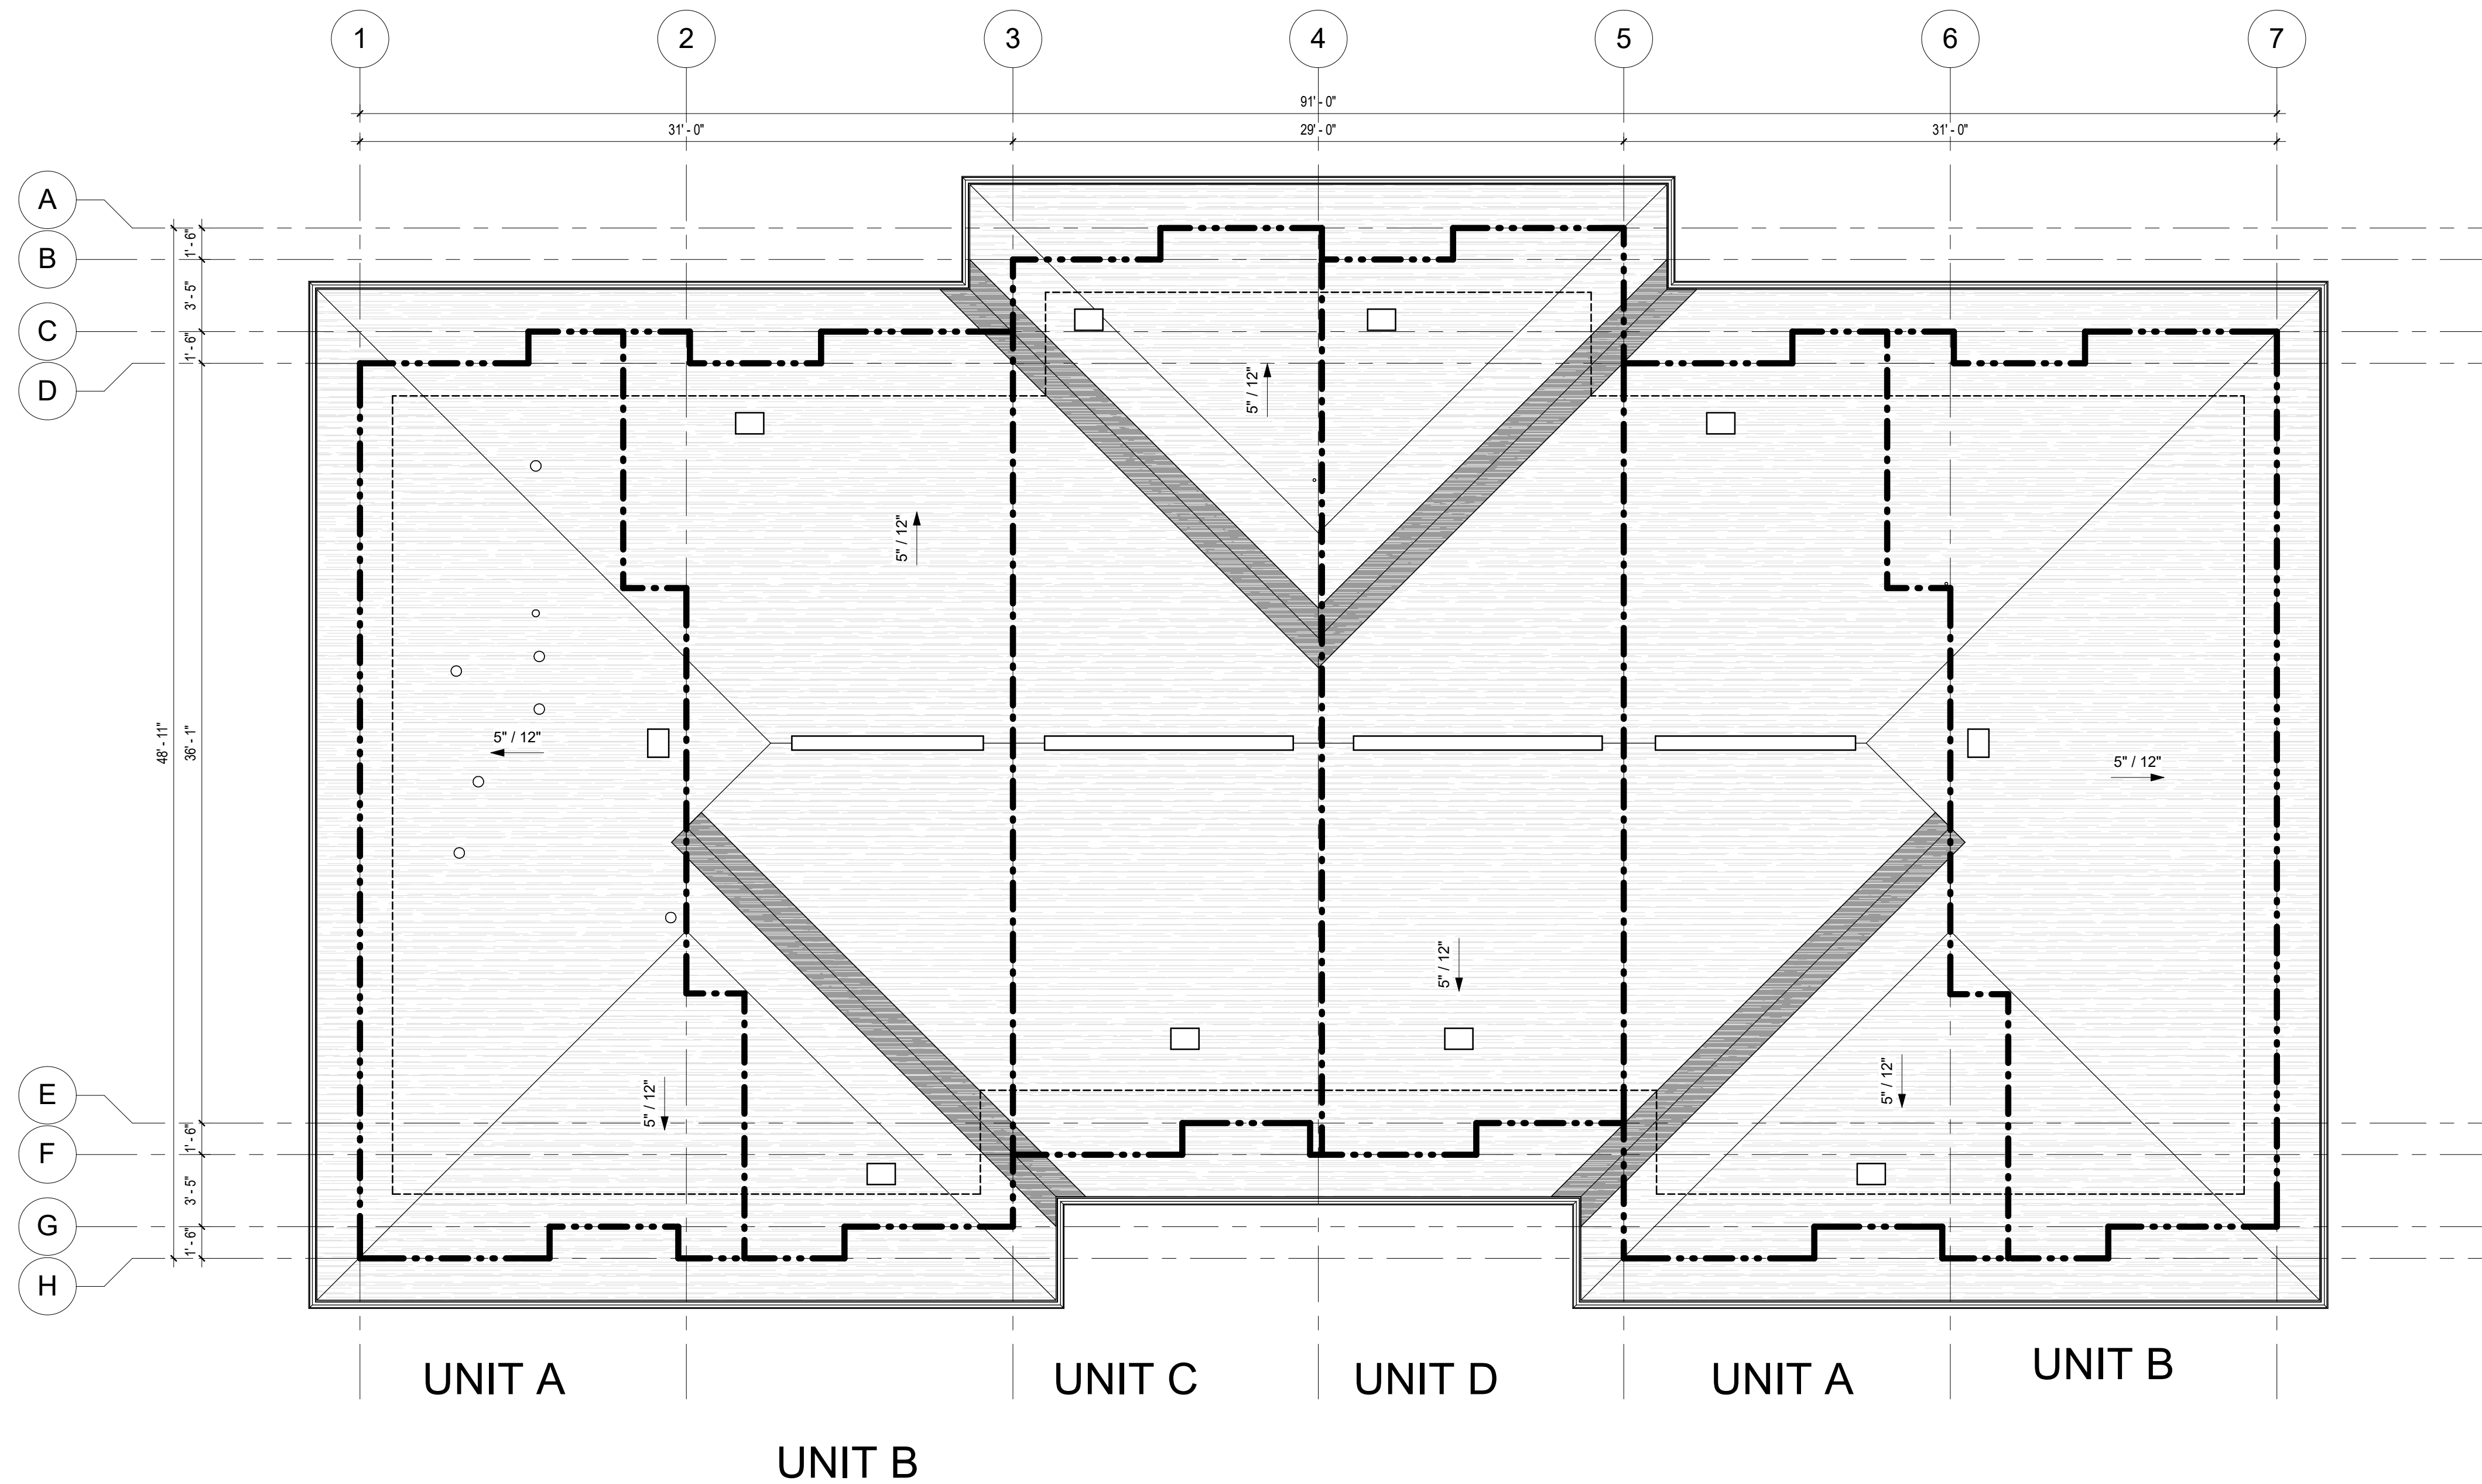 1 2 3 4 5 6 7
91' - 0"
31' - 0" 29' - 0" 31' - 0"
A
1' - 6"
B
3' - 5"
C
1' - 6"
D
5" / 12"
5" / 12"
48' - 11"
36' - 1"
5" / 12"
5" / 12"
5" / 12"
5" / 12"
5" / 12"
E
1' - 6"
F
3' - 5"
G
1' - 6"
H
UNIT A UNIT C UNIT D UNIT A UNIT B
UNIT B